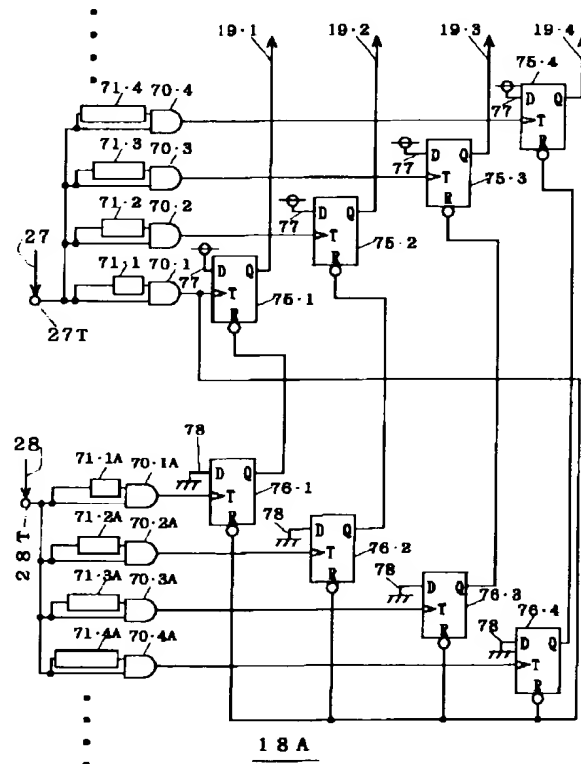 19·1 19·2 19·3 19·4
75·4
71·4 70·4
D Q
77
T
R
71·3 70·3
D Q
77
T
75·3
R
71·2 70·2
D Q
77
T
75·2
R
27
71·1 70·1
D Q
77
T
75·1
R
27T
28
78
71·1A 70·1A
D Q
T
76·1
R
28T
71·2A 70·2A
78
D Q
T
76·2
R
71·3A 70·3A
78
D Q
T
76·3
R
71·4A 70·4A
78
76·4
D Q
T
R
18A